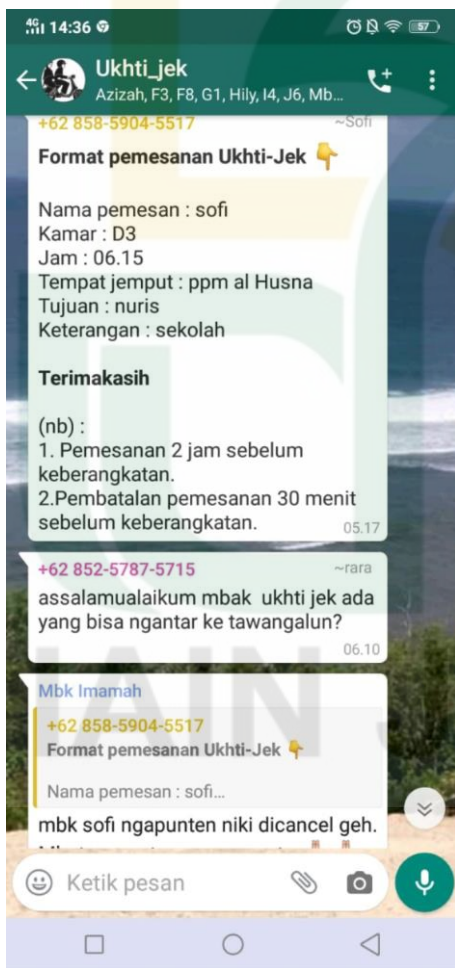 4G 14:36 57
Ukhti_jek
Azizah, F3, F8, G1, Hily, I4, J6, Mb...
+62 858-5904-5517 ~Sofi
Format pemesanan Ukhti-Jek 👇
Nama pemesan : sofi
Kamar : D3
Jam : 06.15
Tempat jemput : ppm al Husna
Tujuan : nuris
Keterangan : sekolah
Terimakasih
(nb) :
1. Pemesanan 2 jam sebelum
keberangkatan.
2.Pembatalan pemesanan 30 menit
sebelum keberangkatan. 05.17
+62 852-5787-5715 ~rara
assalamualaikum mbak ukhti jek ada
yang bisa ngantar ke tawangalun?
06.10
Mbk Imamah
+62 858-5904-5517
Format pemesanan Ukhti-Jek 👇
Nama pemesan : sofi...
mbk sofi ngapunten niki dicancel geh.
Ketik pesan